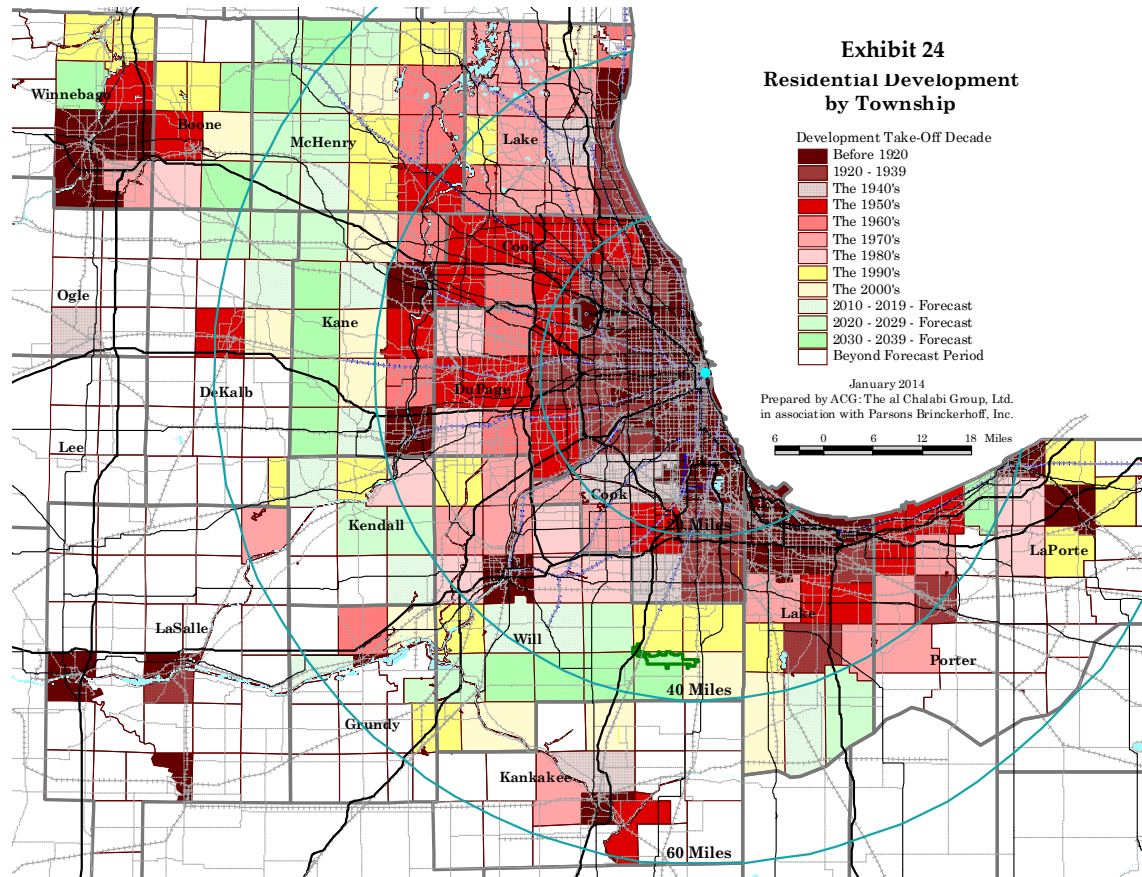 Exhibit 24
Residential Development
by Township
Development Take-Off Decade
Before 1920
1920 - 1939
The 1940's
The 1950's
The 1960's
The 1970's
The 1980's
The 1990's
The 2000's
2010 - 2019 - Forecast
2020 - 2029 - Forecast
2030 - 2039 - Forecast
Beyond Forecast Period
January 2014
Prepared by ACG: The al Chalabi Group, Ltd.
in association with Parsons Brinckerhoff, Inc.
6 0 6 12 18 Miles
Winnebago
Boone
McHenry
Lake
Cook
Ogle
Kane
DeKalb
DuPage
Lee
Cook
Kendall
20 Miles
LaPorte
Lake
LaSalle
Will
Porter
40 Miles
Grundy
Kankakee
60 Miles